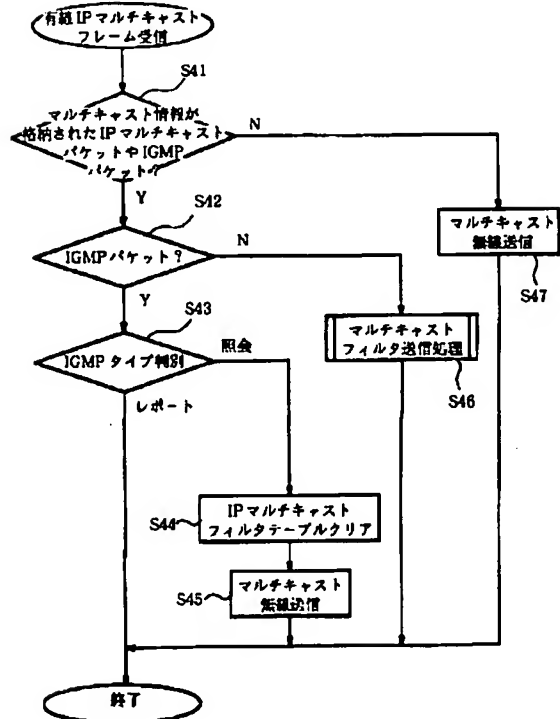 有線IPマルチキャスト
フレーム受信
S41
マルチキャスト情報が
格納されたIPマルチキャスト
パケットやIGMP
パケット?
N
Y
S42
IGMPパケット?
N
マルチキャスト
無線送信
S47
Y
S43
IGMPタイプ判別
照会
マルチキャスト
フィルタ送信処理
S46
レポート
S44
IPマルチキャスト
フィルタテーブルクリア
S45
マルチキャスト
無線送信
終了